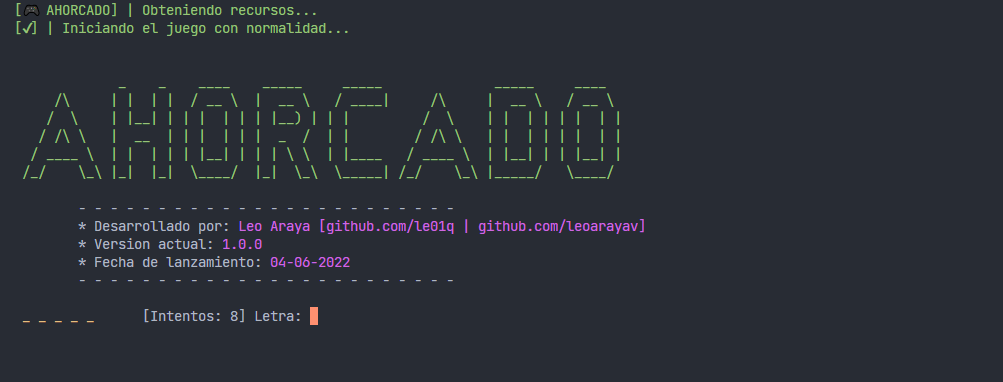 [🎮 AHORCADO] | Obteniendo recursos...
[✓] | Iniciando el juego con normalidad...
AHORCADO
- - - - - - - - - - - - - - - - - - - - - - - -
* Desarrollado por: Leo Araya [github.com/le01q | github.com/leoarayav]
* Version actual: 1.0.0
* Fecha de lanzamiento: 04-06-2022
- - - - - - - - - - - - - - - - - - - - - - - -
_ _ _ _ _ [Intentos: 8] Letra: